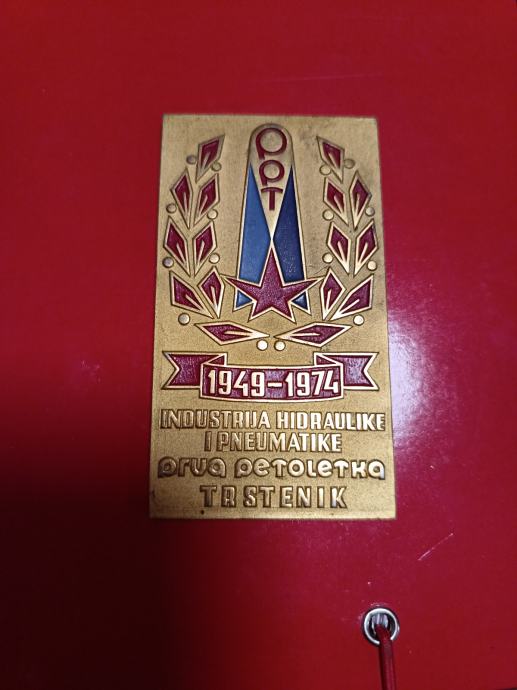 PPT
1949-1974
INDUSTRIJA HIDRAULIKE
I PNEUMATIKE
PRVA PETOLETKA
TRSTENIK